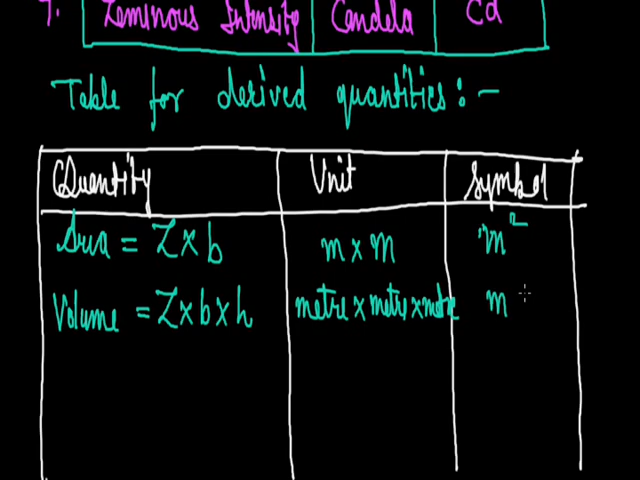 7. Luminous Intensity Candela Cd
Table for derived quantities:-
Quantity Unit Symbol
Area = l×b m × m m²
Volume = l×b×h metre×metre×metre m